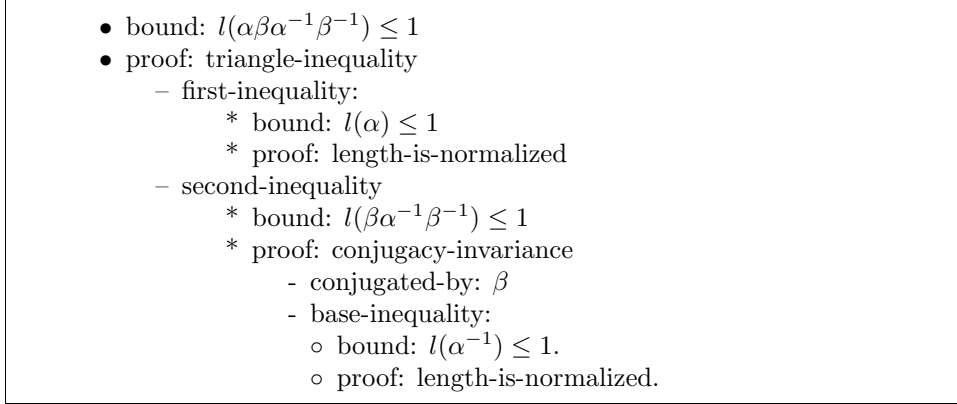 • bound: l(αβα⁻¹β⁻¹) ≤ 1
• proof: triangle-inequality
– first-inequality:
* bound: l(α) ≤ 1
* proof: length-is-normalized
– second-inequality
* bound: l(βα⁻¹β⁻¹) ≤ 1
* proof: conjugacy-invariance
- conjugated-by: β
- base-inequality:
◦ bound: l(α⁻¹) ≤ 1.
◦ proof: length-is-normalized.